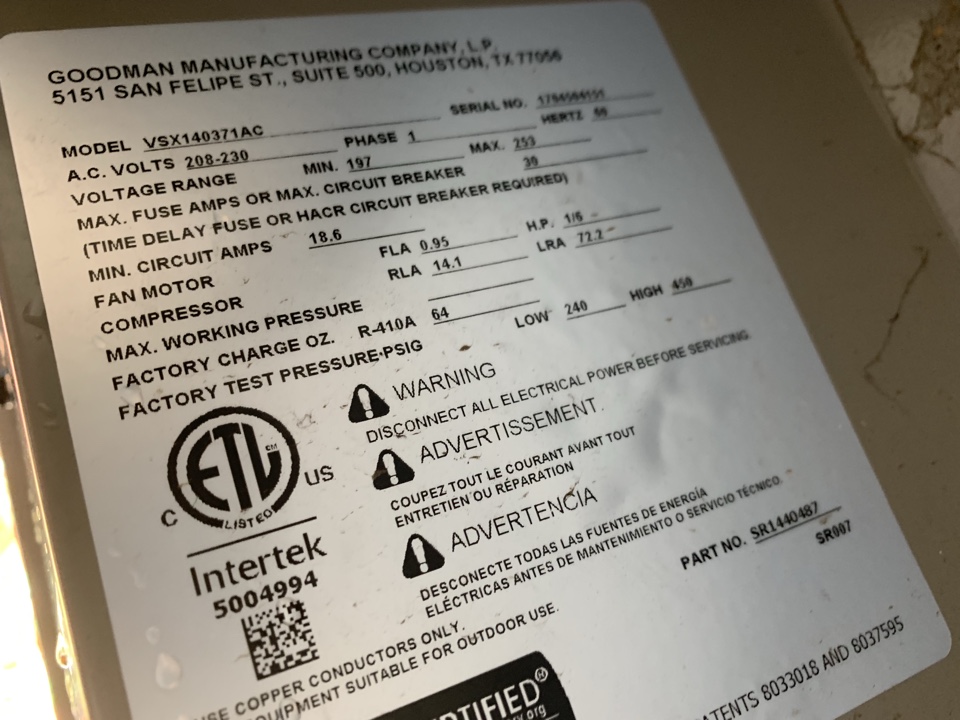 GOODMAN MANUFACTURING COMPANY, L.P.
5151 SAN FELIPE ST., SUITE 500, HOUSTON, TX 77056
MODEL VSX140371AC SERIAL NO.
A.C. VOLTS 208-230 PHASE 1 HERTZ 60
VOLTAGE RANGE MIN. 197 MAX. 253
MAX. FUSE AMPS OR MAX. CIRCUIT BREAKER 30
(TIME DELAY FUSE OR HACR CIRCUIT BREAKER REQUIRED)
MIN. CIRCUIT AMPS 18.6
FAN MOTOR FLA 0.95 H.P. 1/6
COMPRESSOR RLA 14.1 LRA 72.2
MAX. WORKING PRESSURE
FACTORY CHARGE OZ. R-410A 64
FACTORY TEST PRESSURE-PSIG LOW 240 HIGH 450
WARNING
DISCONNECT ALL ELECTRICAL POWER BEFORE SERVICING.
ADVERTISSEMENT
COUPEZ TOUT LE COURANT AVANT TOUT
ENTRETIEN OU RÉPARATION
ADVERTENCIA
DESCONECTE TODAS LAS FUENTES DE ENERGÍA
ELÉCTRICAS ANTES DE MANTENIMIENTO O SERVICIO TÉCNICO.
C ETL CM US
LISTED
Intertek
5004994
PART NO. SR1440487
SR007
USE COPPER CONDUCTORS ONLY.
EQUIPMENT SUITABLE FOR OUTDOOR USE.
PATENTS 8033018 AND 8037595